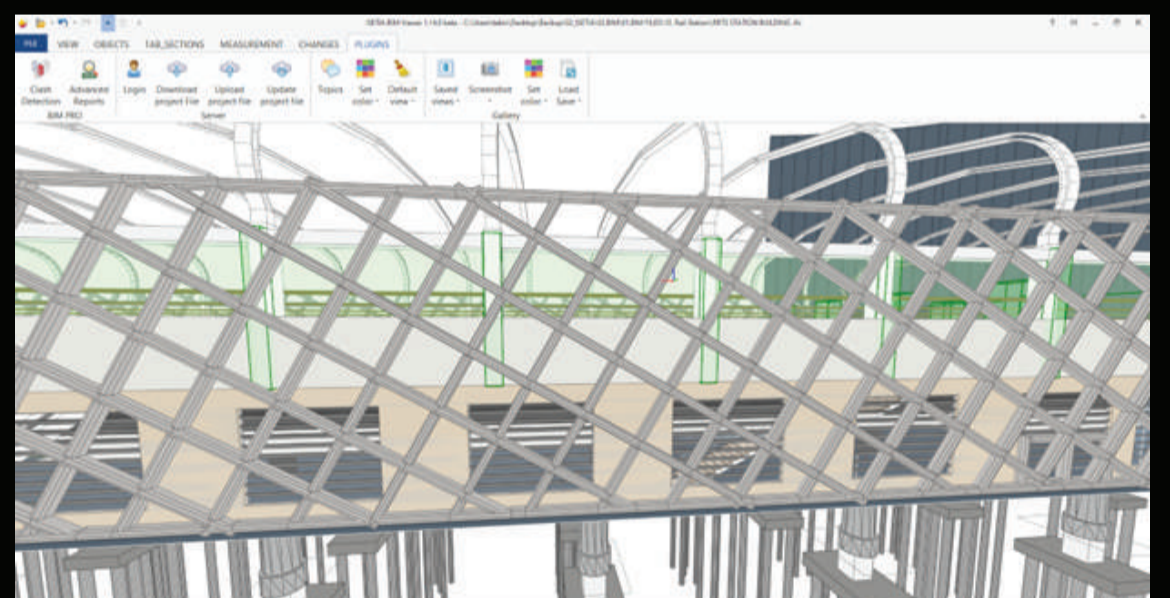 FILE VIEW OBJECTS TAB_SECTIONS MEASUREMENT CHANGES PLUGINS
Clash Advanced Login Download Upload Update Topics Set Default Saved Screenshot Set Load
Detection Reports project file project file project file color view views color Save
BIM PRO Server Gallery